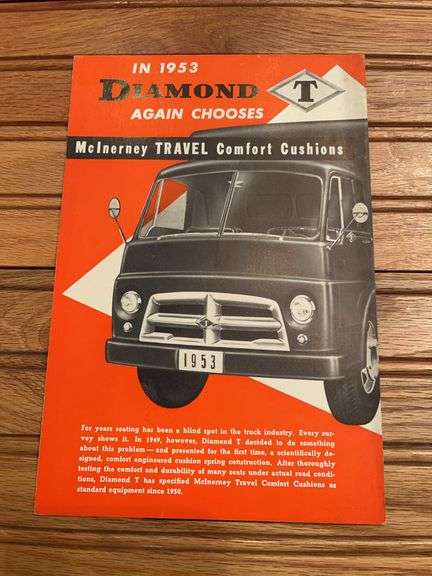 IN 1953
DIAMOND T
AGAIN CHOOSES
McInerney TRAVEL Comfort Cushions
1953
For years seating has been a blind spot in the truck industry. Every sur-
vey shows it. In 1949, however, Diamond T decided to do something
about this problem—and presented for the first time, a scientifically de-
signed, comfort engineered cushion spring construction. After thoroughly
testing the comfort and durability of many seats under actual road condi-
tions, Diamond T has specified McInerney Travel Comfort Cushions as
standard equipment since 1950.